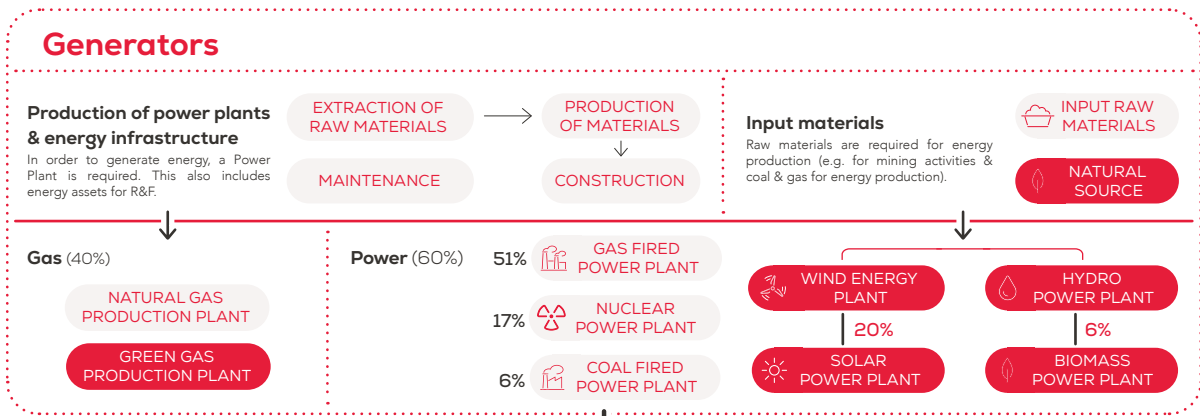 Generators
Production of power plants
& energy infrastructure
In order to generate energy, a Power
Plant is required. This also includes
energy assets for R&F.
EXTRACTION OF
RAW MATERIALS
PRODUCTION
OF MATERIALS
MAINTENANCE
CONSTRUCTION
Input materials
Raw materials are required for energy
production (e.g. for mining activities &
coal & gas for energy production).
INPUT RAW
MATERIALS
NATURAL
SOURCE
Gas (40%)
NATURAL GAS
PRODUCTION PLANT
GREEN GAS
PRODUCTION PLANT
Power (60%)
51%
GAS FIRED
POWER PLANT
17%
NUCLEAR
POWER PLANT
6%
COAL FIRED
POWER PLANT
WIND ENERGY
PLANT
20%
SOLAR
POWER PLANT
HYDRO
POWER PLANT
6%
BIOMASS
POWER PLANT